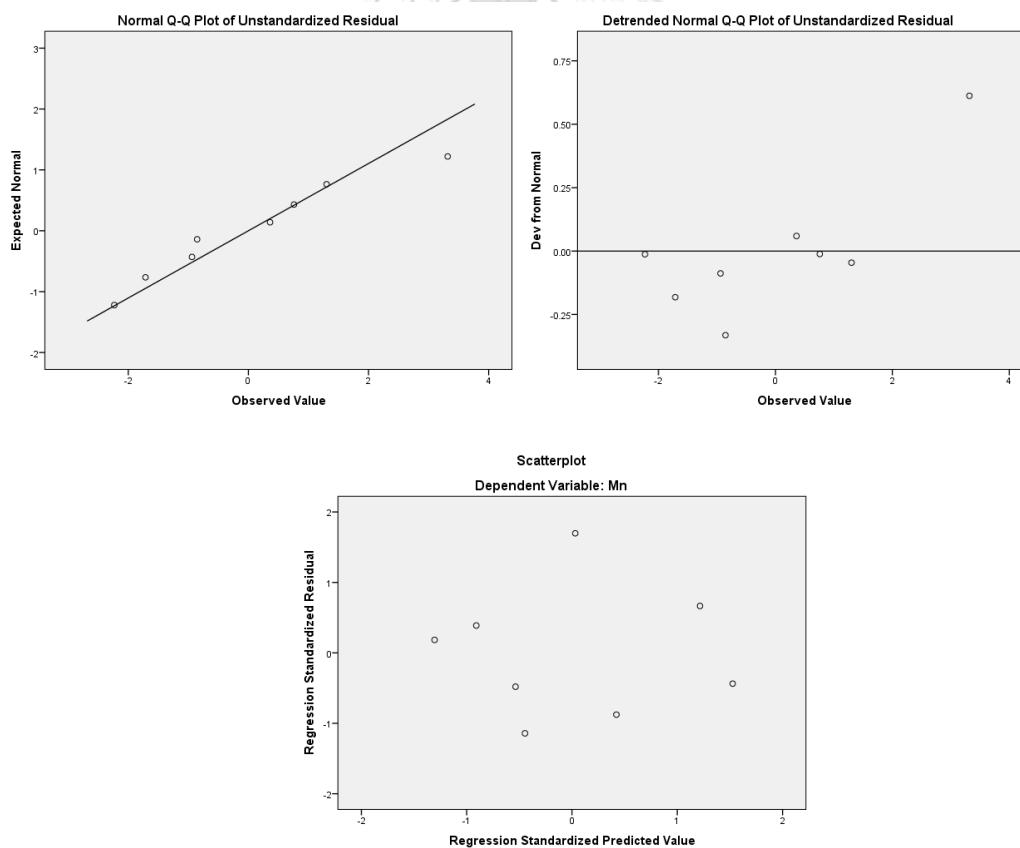 Normal Q-Q Plot of Unstandardized Residual
3
2
1
0
-1
-2
Expected Normal
-2
0
2
4
Observed Value
Detrended Normal Q-Q Plot of Unstandardized Residual
0.75
0.50
0.25
0.00
-0.25
Dev from Normal
-2
0
2
4
Observed Value
Scatterplot
Dependent Variable: Mn
2
1
0
-1
-2
Regression Standardized Residual
-2
-1
0
1
2
Regression Standardized Predicted Value